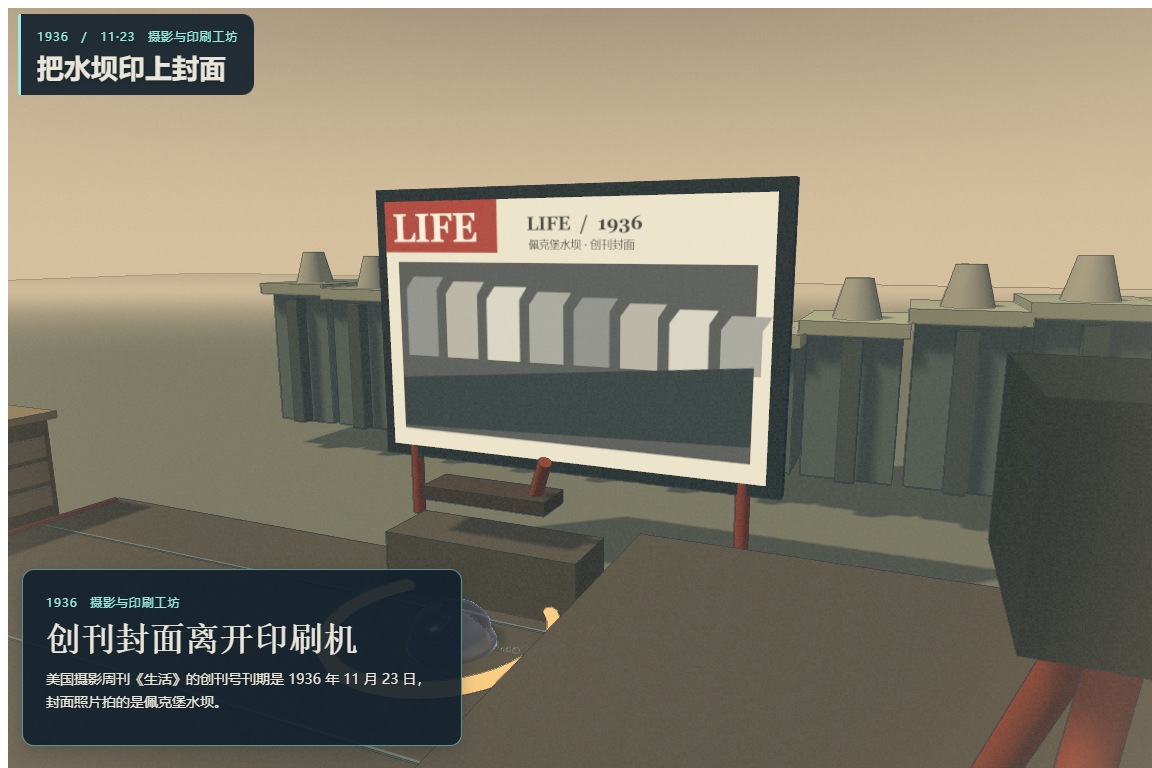 1936 / 11·23 摄影与印刷工坊
把水坝印上封面
LIFE
LIFE / 1936
佩克堡水坝 · 创刊封面
1936 摄影与印刷工坊
创刊封面离开印刷机
美国摄影周刊《生活》的创刊号刊期是 1936 年 11 月 23 日，
封面照片拍的是佩克堡水坝。